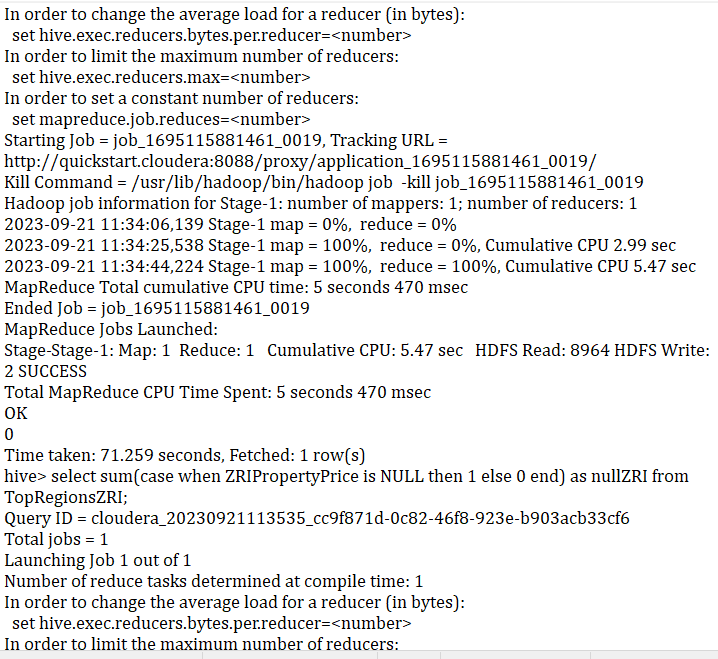 In order to change the average load for a reducer (in bytes):
  set hive.exec.reducers.bytes.per.reducer=<number>
In order to limit the maximum number of reducers:
  set hive.exec.reducers.max=<number>
In order to set a constant number of reducers:
  set mapreduce.job.reduces=<number>
Starting Job = job_1695115881461_0019, Tracking URL =
http://quickstart.cloudera:8088/proxy/application_1695115881461_0019/
Kill Command = /usr/lib/hadoop/bin/hadoop job  -kill job_1695115881461_0019
Hadoop job information for Stage-1: number of mappers: 1; number of reducers: 1
2023-09-21 11:34:06,139 Stage-1 map = 0%,  reduce = 0%
2023-09-21 11:34:25,538 Stage-1 map = 100%,  reduce = 0%, Cumulative CPU 2.99 sec
2023-09-21 11:34:44,224 Stage-1 map = 100%,  reduce = 100%, Cumulative CPU 5.47 sec
MapReduce Total cumulative CPU time: 5 seconds 470 msec
Ended Job = job_1695115881461_0019
MapReduce Jobs Launched:
Stage-Stage-1: Map: 1  Reduce: 1   Cumulative CPU: 5.47 sec   HDFS Read: 8964 HDFS Write:
2 SUCCESS
Total MapReduce CPU Time Spent: 5 seconds 470 msec
OK
0
Time taken: 71.259 seconds, Fetched: 1 row(s)
hive> select sum(case when ZRIPropertyPrice is NULL then 1 else 0 end) as nullZRI from
TopRegionsZRI;
Query ID = cloudera_20230921113535_cc9f871d-0c82-46f8-923e-b903acb33cf6
Total jobs = 1
Launching Job 1 out of 1
Number of reduce tasks determined at compile time: 1
In order to change the average load for a reducer (in bytes):
  set hive.exec.reducers.bytes.per.reducer=<number>
In order to limit the maximum number of reducers: